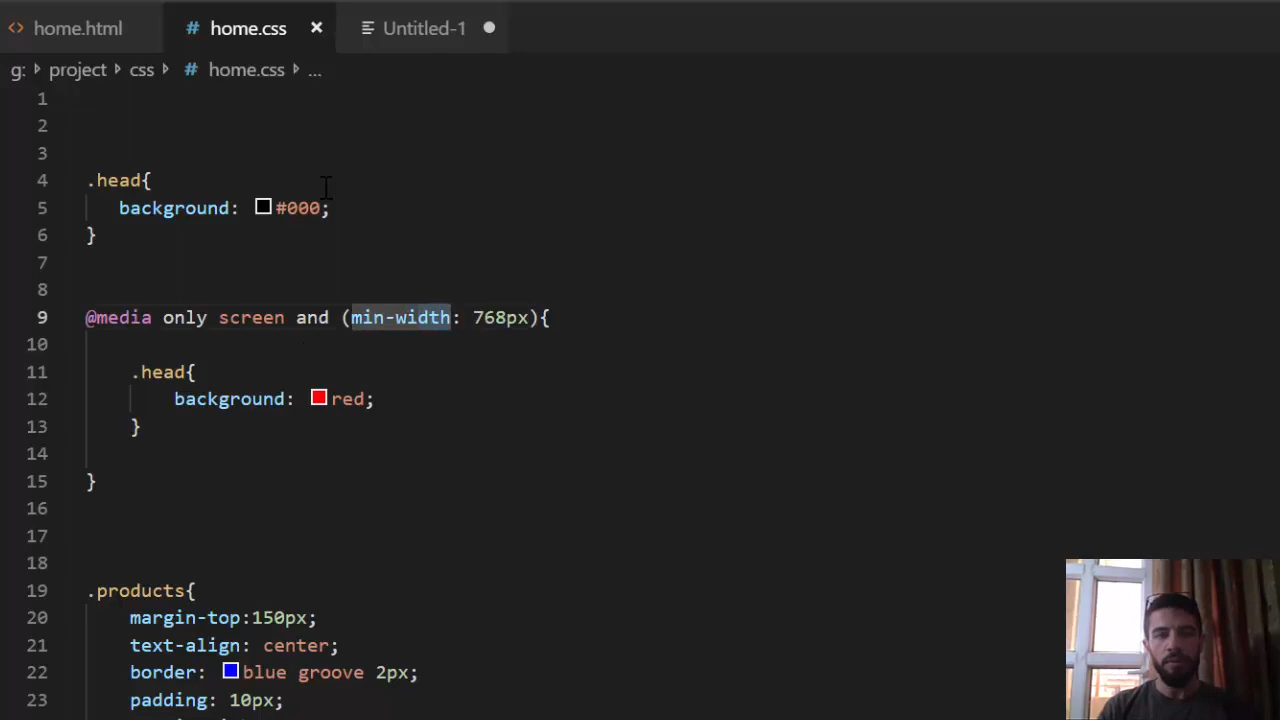 home.html
home.css
Untitled-1
g: project css home.css ...
1
2
3
4 .head{
5 background: #000;
6 }
7
8
9 @media only screen and (min-width: 768px){
10
11 .head{
12 background: red;
13 }
14
15 }
16
17
18
19 .products{
20 margin-top:150px;
21 text-align: center;
22 border: blue groove 2px;
23 padding: 10px;